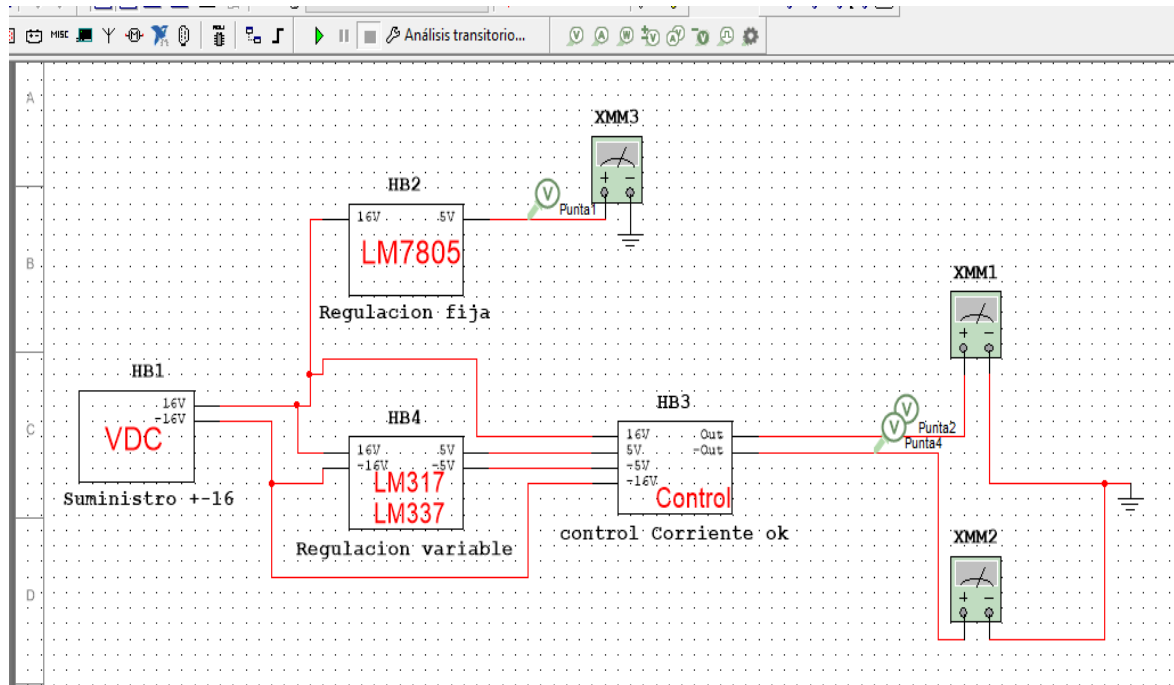 MISC
Análisis transitorio...
V A W V A V
A
B
C
D
XMM3
+ -
HB2
V
Punta1
16V 5V
LM7805
Regulacion fija
XMM1
+ -
HB1
16V
-16V
VDC
Suministro +-16
HB4
16V 5V
-16V -5V
LM317
LM337
Regulacion variable
HB3
16V Out
5V -Out
-5V
-16V
Control
control Corriente ok
V
V
Punta2
Punta4
XMM2
+ -